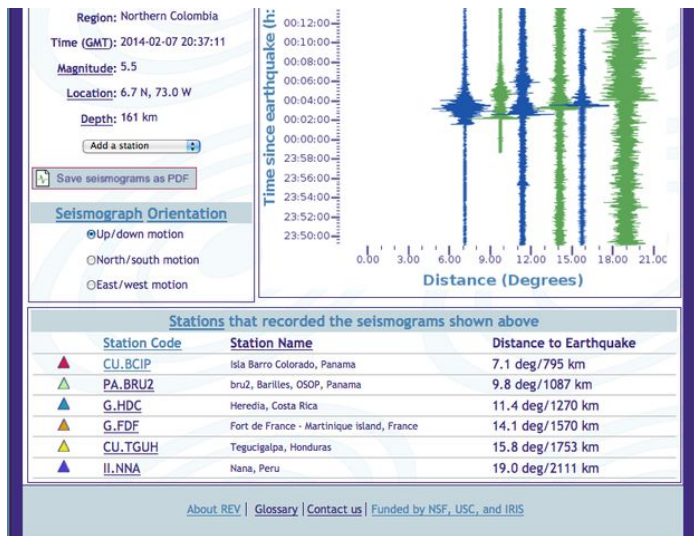 Region: Northern Colombia
Time (GMT): 2014-02-07 20:37:11
Magnitude: 5.5
Location: 6.7 N, 73.0 W
Depth: 161 km
Add a station
Save seismograms as PDF
Seismograph Orientation
Up/down motion
North/south motion
East/west motion
Time since earthquake (h:
00:12:00
00:10:00
00:08:00
00:06:00
00:04:00
00:02:00
00:00:00
23:58:00
23:56:00
23:54:00
23:52:00
23:50:00
0.00 3.00 6.00 9.00 12.00 15.00 18.00 21.00
Distance (Degrees)
Stations that recorded the seismograms shown above
Station Code Station Name Distance to Earthquake
CU.BCIP Isla Barro Colorado, Panama 7.1 deg/795 km
PA.BRU2 bru2, Barilles, OSOP, Panama 9.8 deg/1087 km
G.HDC Heredia, Costa Rica 11.4 deg/1270 km
G.FDF Fort de France - Martinique island, France 14.1 deg/1570 km
CU.TGUH Tegucigalpa, Honduras 15.8 deg/1753 km
II.NNA Nana, Peru 19.0 deg/2111 km
About REV | Glossary | Contact us | Funded by NSF, USC, and IRIS